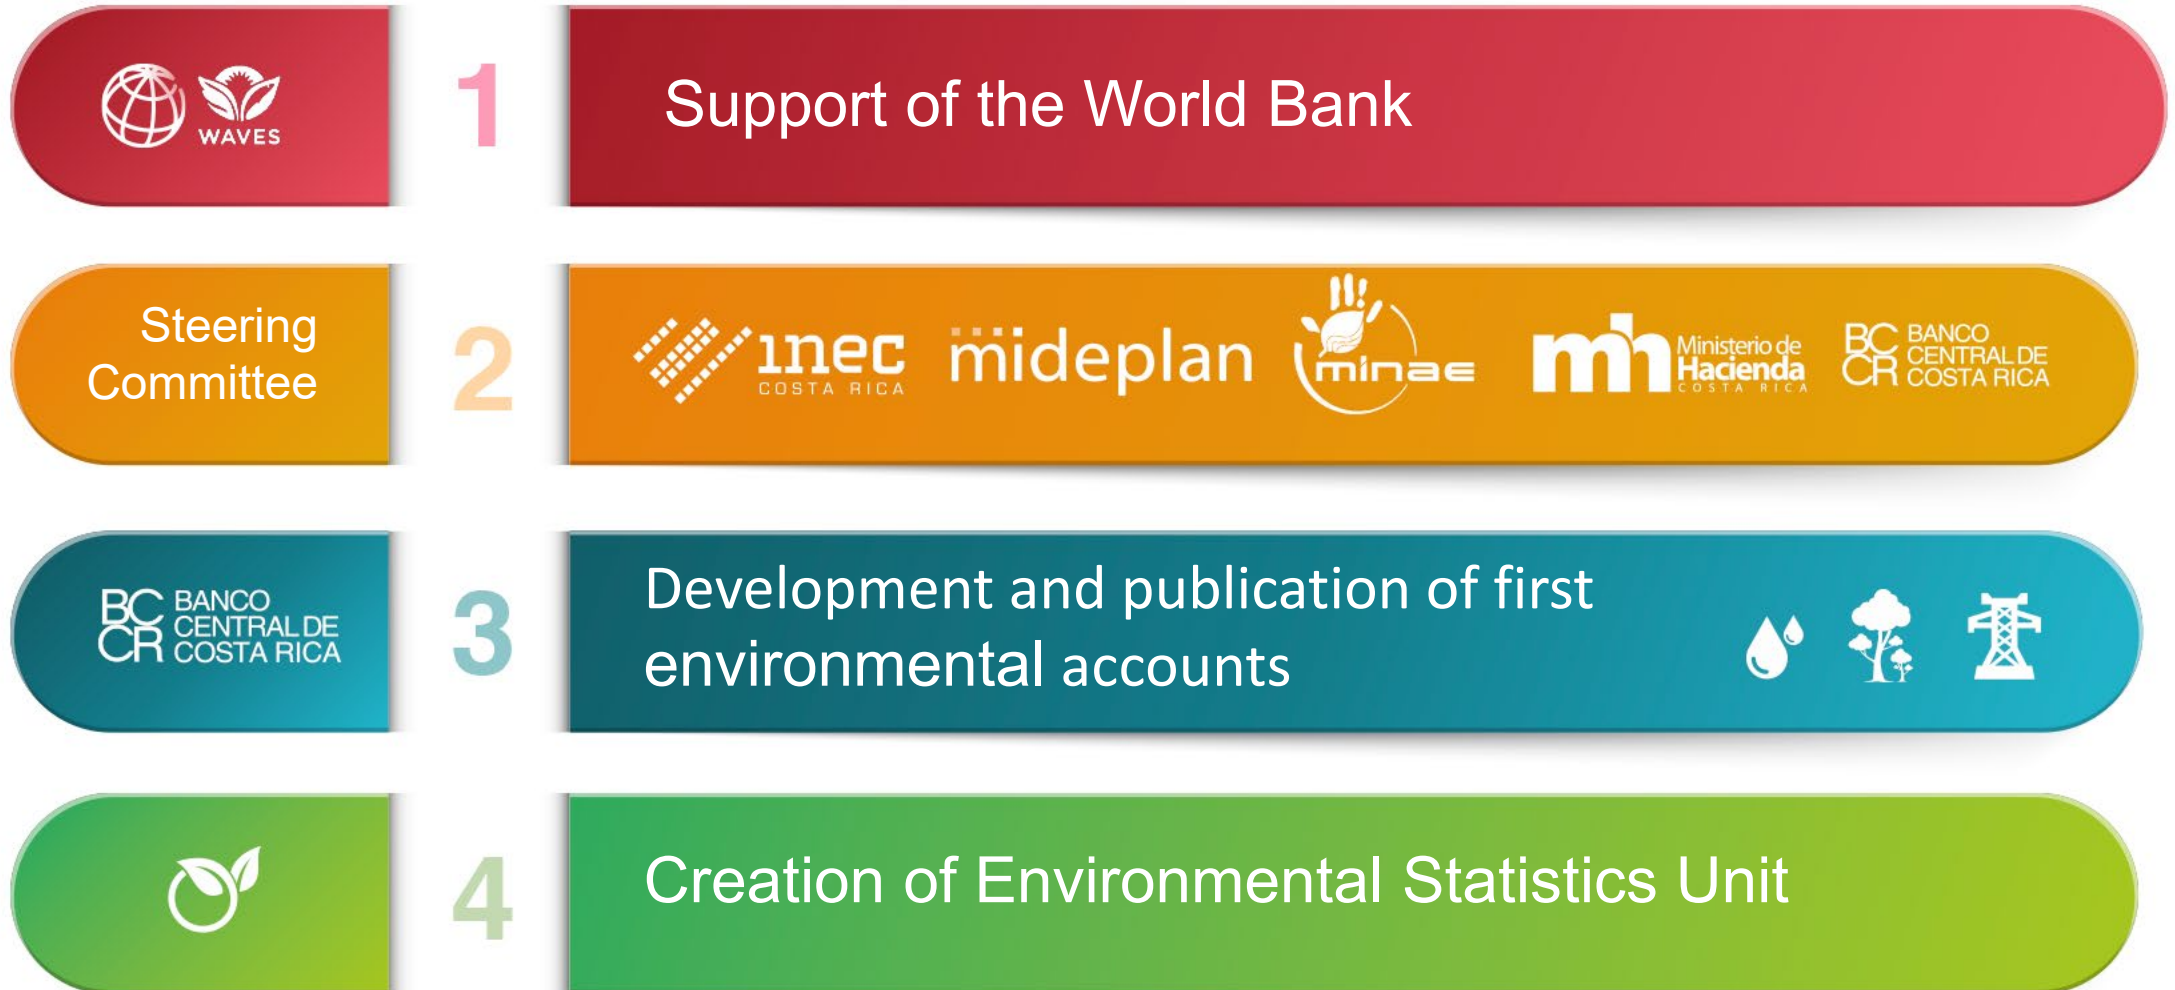 WAVES
1
Support of the World Bank
Steering
Committee
2
inec
COSTA RICA
mideplan
minae
mh
Ministerio de
Hacienda
COSTA RICA
BC
CR
BANCO
CENTRAL DE
COSTA RICA
BC
CR
BANCO
CENTRAL DE
COSTA RICA
3
Development and publication of first
environmental accounts
4
Creation of Environmental Statistics Unit